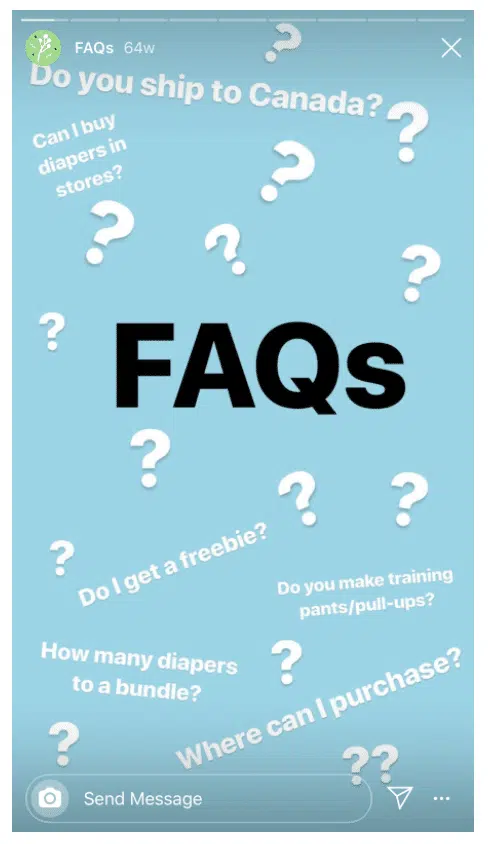 FAQs 64w
?
Do you ship to Canada?
?
Can I buy
diapers in
stores?
?
?
?
?
?
FAQs
?
?
?
?
Do I get a freebie?
Do you make training
pants/pull-ups?
How many diapers
to a bundle?
?
Where can I purchase?
?
??
Send Message